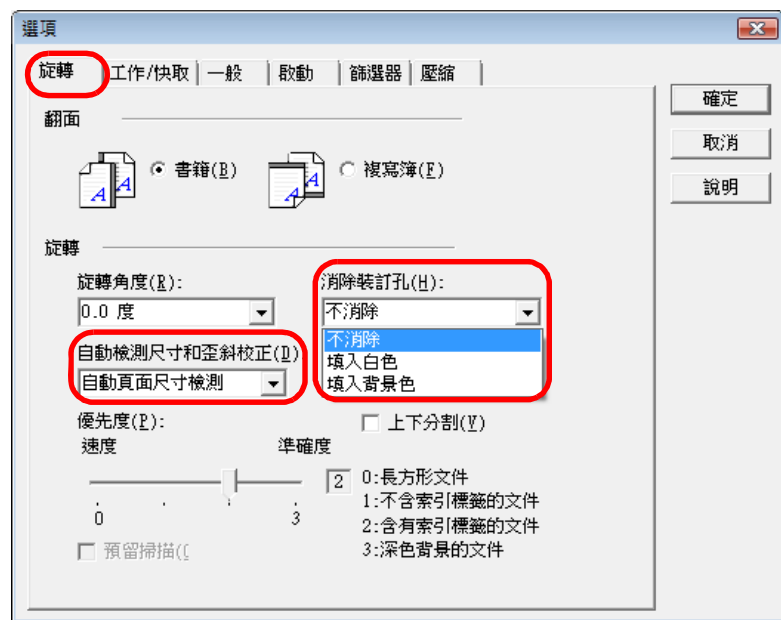 選項
旋轉 工作/快取 一般 啟動 篩選器 壓縮
確定
取消
說明
翻面
A A 書籍(B) A A 複寫簿(F)
旋轉
旋轉角度(R): 消除裝訂孔(H):
0.0 度 不消除
不消除
填入白色
填入背景色
自動檢測尺寸和歪斜校正(D)
自動頁面尺寸檢測
優先度(P): 上下分割(V)
速度 準確度
2
0 3
0:長方形文件
1:不含索引標籤的文件
2:含有索引標籤的文件
3:深色背景的文件
預留掃描(